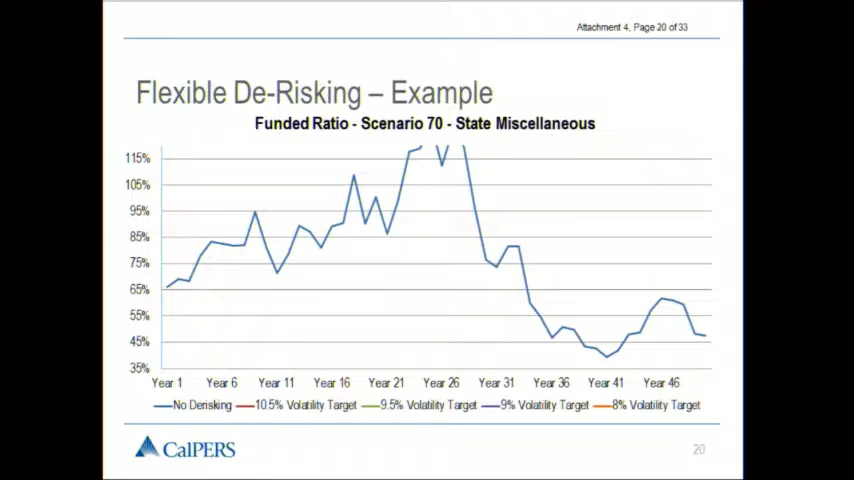 Attachment 4, Page 20 of 33
Flexible De-Risking – Example
Funded Ratio - Scenario 70 - State Miscellaneous
115%
105%
95%
85%
75%
65%
55%
45%
35%
Year 1 Year 6 Year 11 Year 16 Year 21 Year 26 Year 31 Year 36 Year 41 Year 46
No Derisking 10.5% Volatility Target 9.5% Volatility Target 9% Volatility Target 8% Volatility Target
CalPERS
20